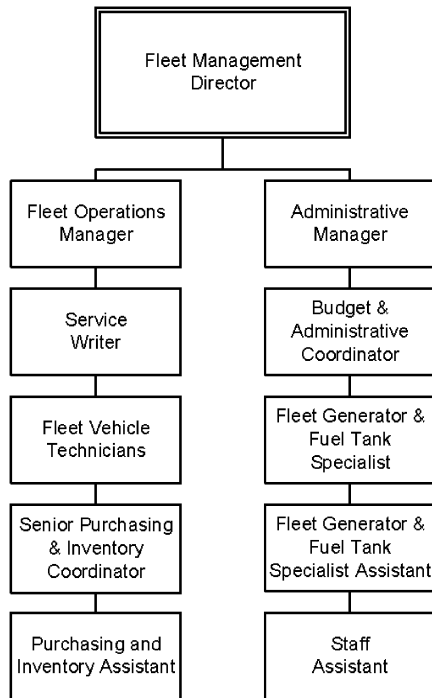 Fleet Management
Director
Fleet Operations
Manager
Administrative
Manager
Service
Writer
Budget &
Administrative
Coordinator
Fleet Vehicle
Technicians
Fleet Generator &
Fuel Tank
Specialist
Senior Purchasing
& Inventory
Coordinator
Fleet Generator &
Fuel Tank
Specialist Assistant
Purchasing and
Inventory Assistant
Staff
Assistant